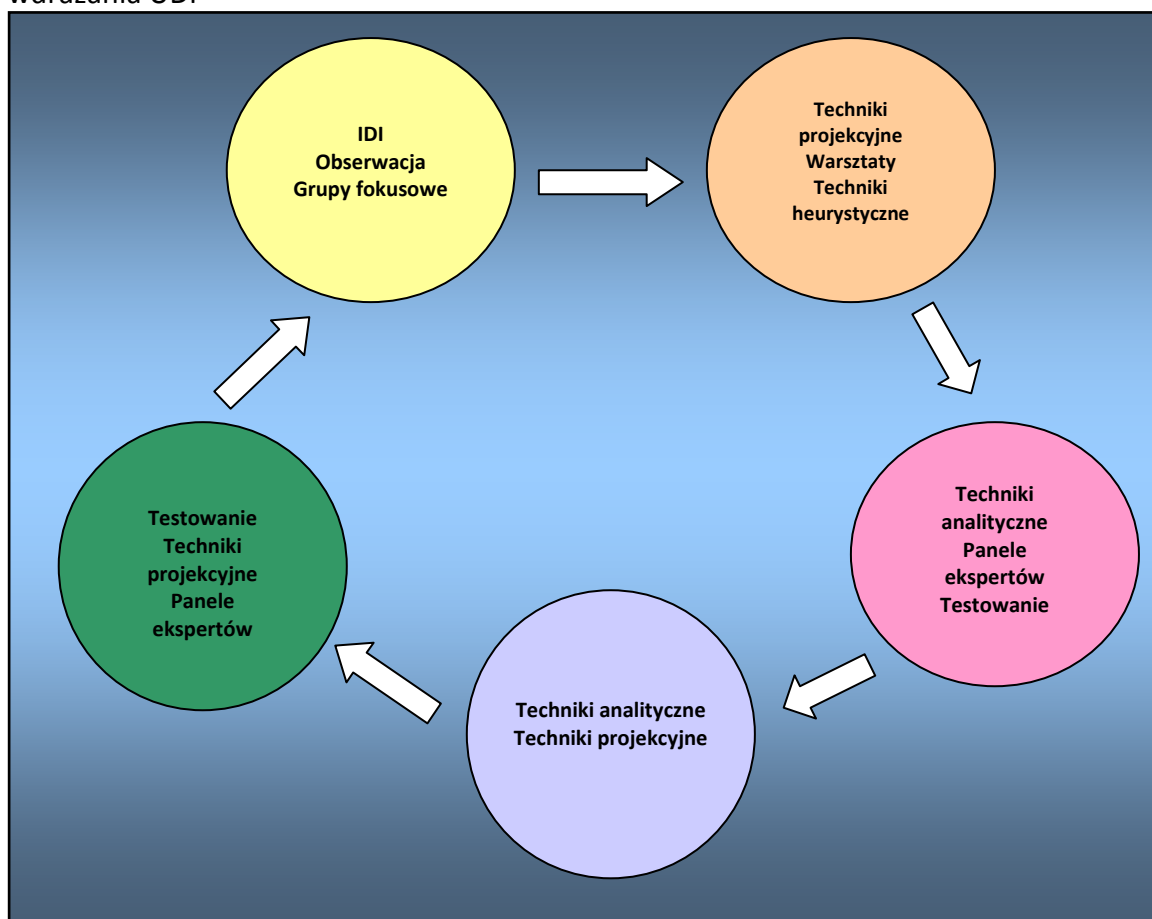 IDI
Obserwacja
Grupy fokusowe
Techniki
projekcyjne
Warsztaty
Techniki
heurystyczne
Techniki
analityczne
Panele
ekspertów
Testowanie
Techniki analityczne
Techniki projekcyjne
Testowanie
Techniki
projekcyjne
Panele
ekspertów